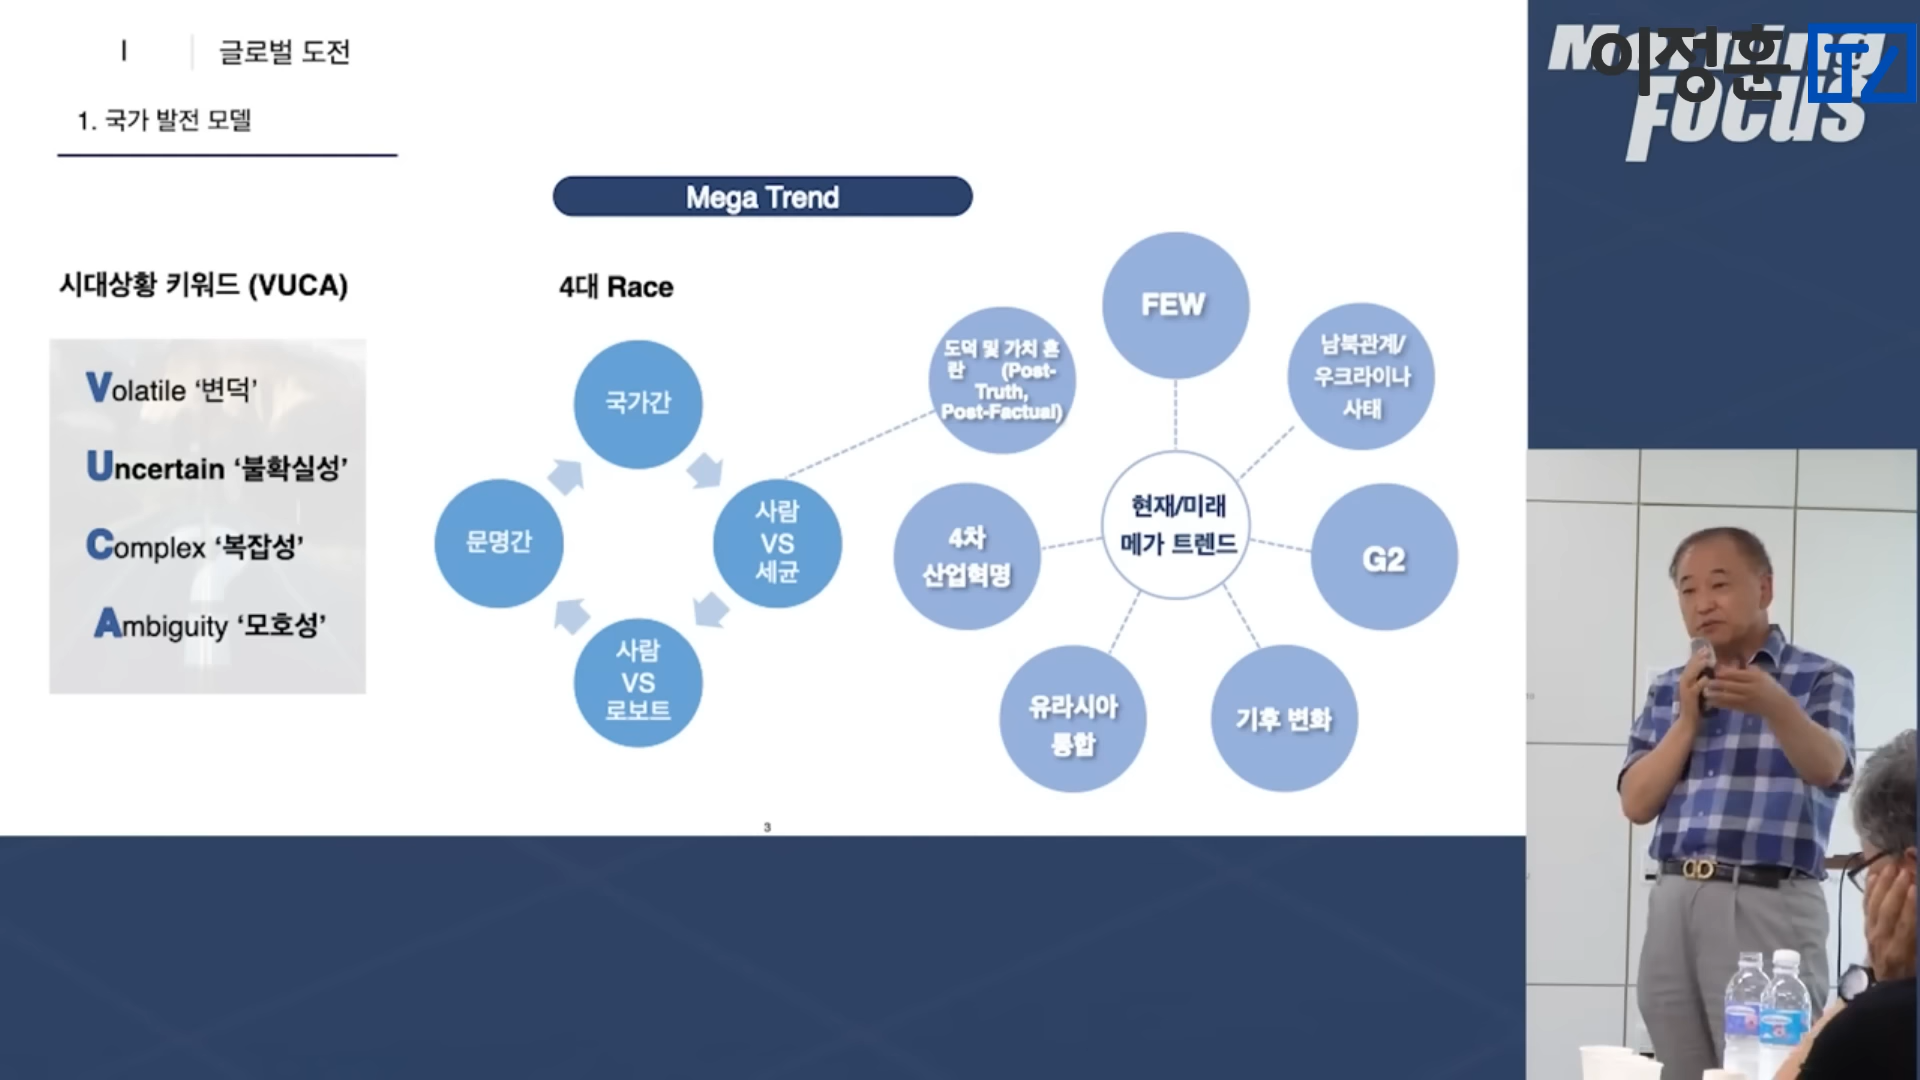 I
글로벌 도전
1. 국가 발전 모델
Mega Trend
시대상황 키워드 (VUCA)
Volatile ‘변덕’
Uncertain ‘불확실성’
Complex ‘복잡성’
Ambiguity ‘모호성’
4대 Race
국가간
사람
VS
세균
사람
VS
로보트
문명간
현재/미래
메가 트렌드
FEW
남북관계/
우크라이나
사태
G2
기후 변화
유라시아
통합
4차
산업혁명
도덕 및 가치 혼
란 (Post-
Truth,
Post-Factual)
3
Morning
Focus
이정훈
TV